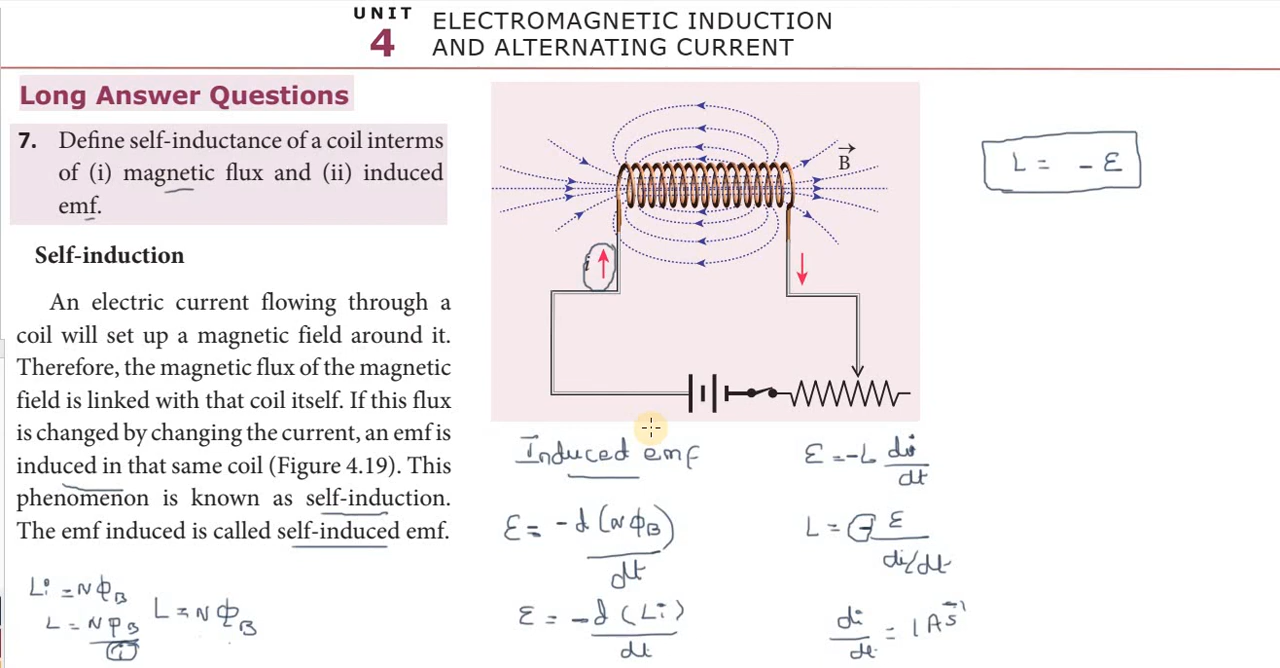 UNIT
4
ELECTROMAGNETIC INDUCTION
AND ALTERNATING CURRENT
Long Answer Questions
7. Define self-inductance of a coil interms
of (i) magnetic flux and (ii) induced
emf.
Self-induction
An electric current flowing through a
coil will set up a magnetic field around it.
Therefore, the magnetic flux of the magnetic
field is linked with that coil itself. If this flux
is changed by changing the current, an emf is
induced in that same coil (Figure 4.19). This
phenomenon is known as self-induction.
The emf induced is called self-induced emf.
Li = NΦB
L = NΦB/(i)
L = NΦB
B⃗
i
Induced emf
ε = -d(NΦB)/dt
ε = -d(Li)/dt
ε = -L di/dt
L = -ε/di/dt
di/dt = 1 A s⁻¹
L = -ε